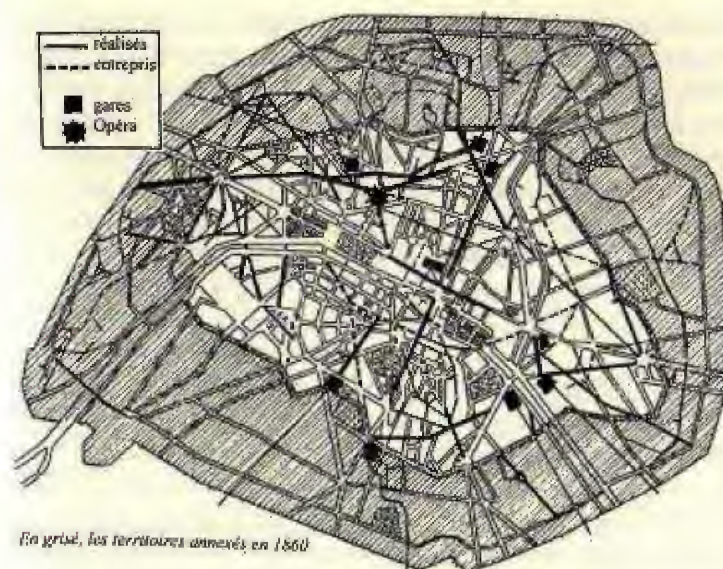 réalisés
entrepris
gares
Opéra
En grisé, les territoires annexés en 1860